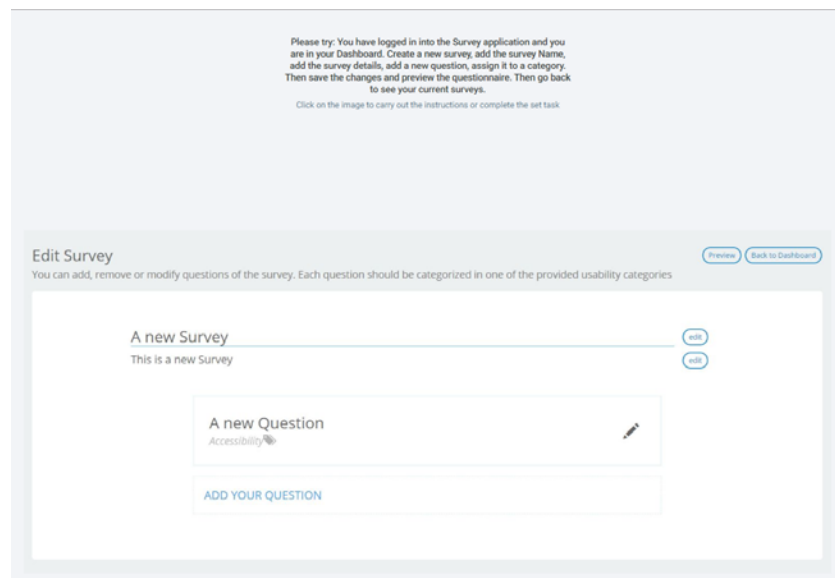 Please try: You have logged in into the Survey application and you
are in your Dashboard. Create a new survey, add the survey Name,
add the survey details, add a new question, assign it to a category.
Then save the changes and preview the questionnaire. Then go back
to see your current surveys.
Click on the image to carry out the instructions or complete the set task
Edit Survey
Preview
Back to Dashboard
You can add, remove or modify questions of the survey. Each question should be categorized in one of the provided usability categories
A new Survey
edit
This is a new Survey
edit
A new Question
Accessibility
ADD YOUR QUESTION